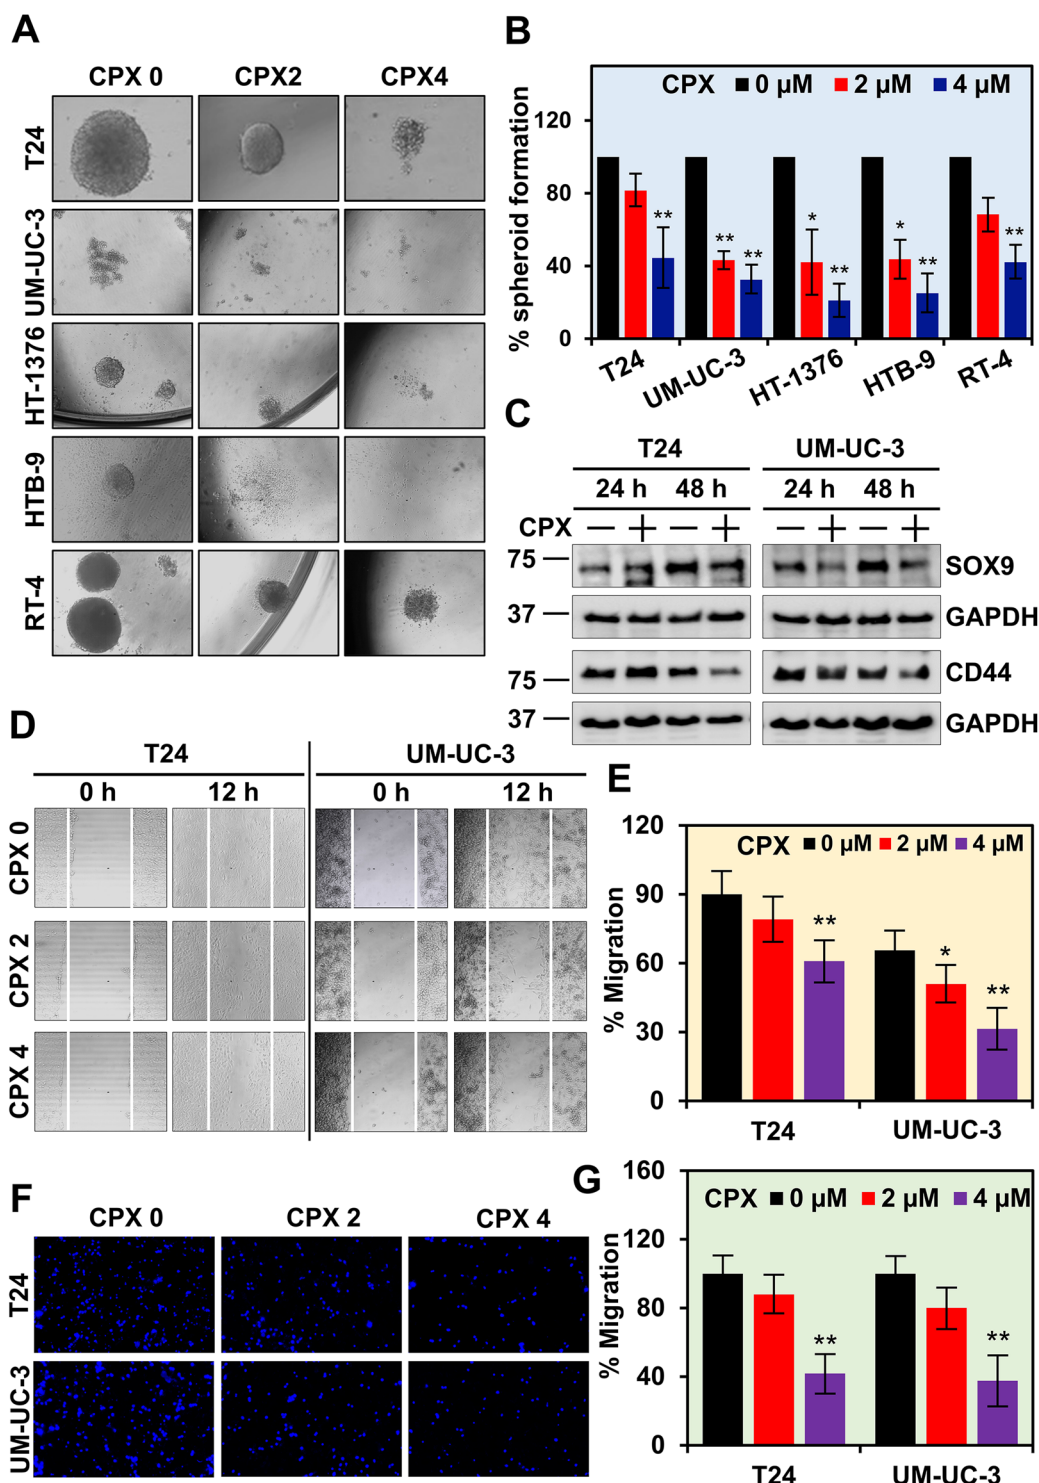 A
CPX 0 CPX2 CPX4
T24
UM-UC-3
HT-1376
HTB-9
RT-4
B
CPX 0 µM 2 µM 4 µM
% spheroid formation
120
80
40
0
** ** ** * ** * ** **
T24 UM-UC-3 HT-1376 HTB-9 RT-4
C
T24 UM-UC-3
24 h 48 h 24 h 48 h
CPX — + — + — + — +
75 SOX9
37 GAPDH
75 CD44
37 GAPDH
D
T24 UM-UC-3
0 h 12 h 0 h 12 h
CPX 0
CPX 2
CPX 4
E
CPX 0 µM 2 µM 4 µM
% Migration
120
90
60
30
0
** * **
T24 UM-UC-3
F
CPX 0 CPX 2 CPX 4
T24
UM-UC-3
G
CPX 0 µM 2 µM 4 µM
% Migration
160
120
80
40
0
** **
T24 UM-UC-3